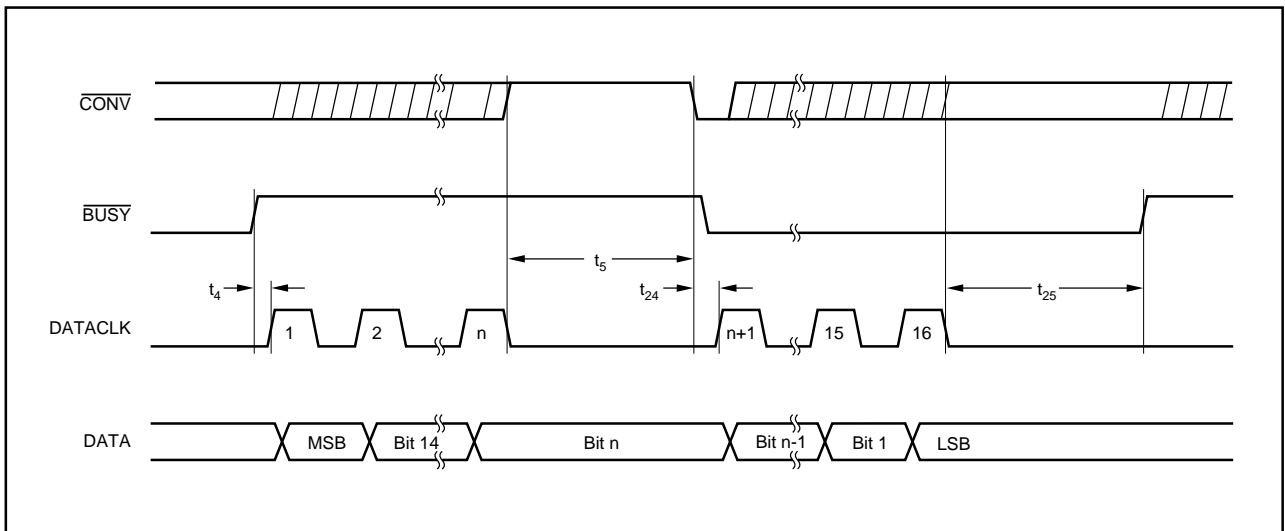 CONV
BUSY
t5
t4
t24
t25
DATACLK
1
2
n
n+1
15
16
DATA
MSB
Bit 14
Bit n
Bit n-1
Bit 1
LSB